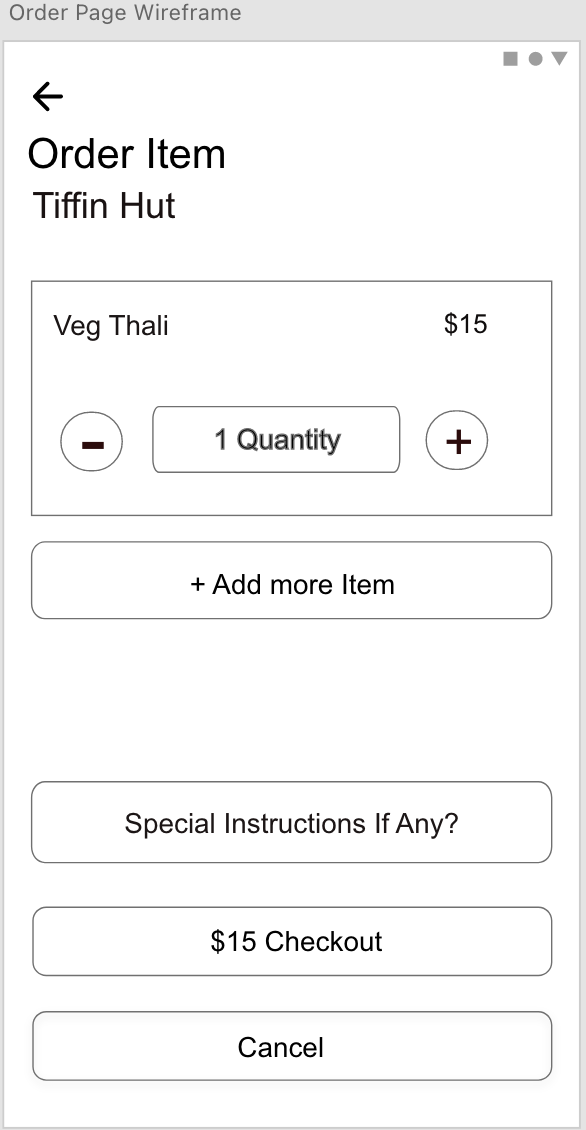 Order Page Wireframe
Order Item
Tiffin Hut
Veg Thali $15
- 1 Quantity +
+ Add more Item
Special Instructions If Any?
$15 Checkout
Cancel